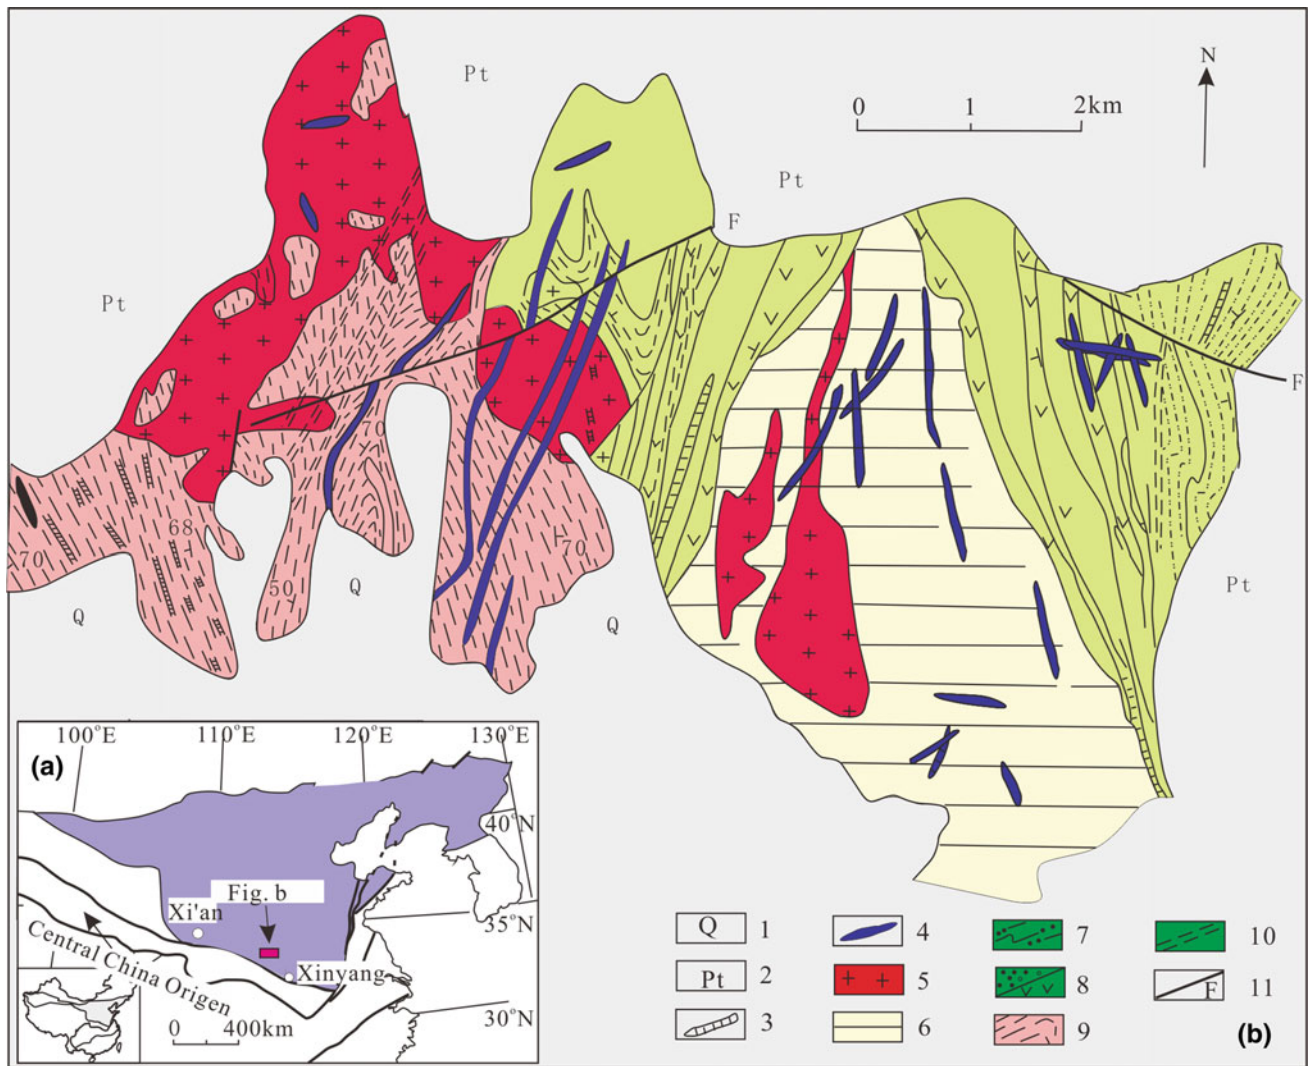 Pt
N
0 1 2km
Pt
F
Pt
F
68
70
70
50
Q
Q
Q
Pt
(a)
100°E 110°E 120°E 130°E
40°N
Fig. b
Xi'an
35°N
Central China Origen
Xinyang
30°N
0 400km
Q 1
4
7
10
Pt 2
5
8
F 11
3
6
9
(b)